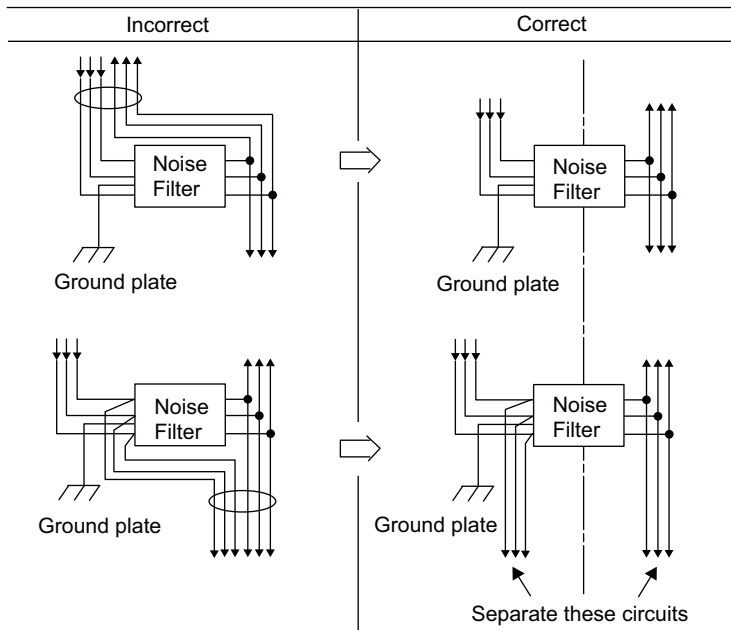 Incorrect
Correct
Noise
Filter
Ground plate
Noise
Filter
Ground plate
Noise
Filter
Ground plate
Noise
Filter
Ground plate
Separate these circuits